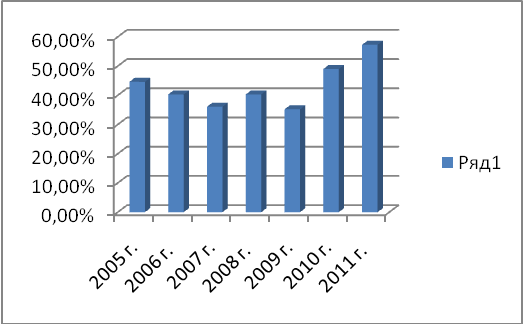 60,00%
50,00%
40,00%
30,00%
20,00%
10,00%
0,00%
2005 г.
2006 г.
2007 г.
2008 г.
2009 г.
2010 г.
2011 г.
Ряд1